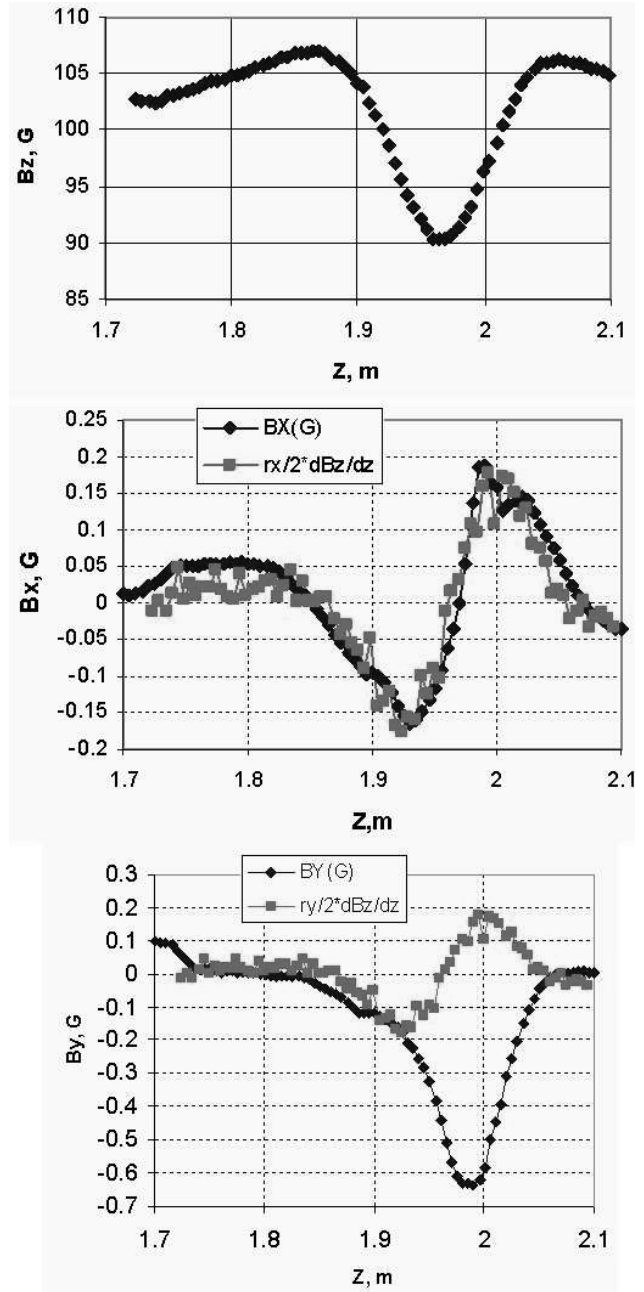 110
105
100
95
90
85
Bz, G
1.7 1.8 1.9 2 2.1
Z, m
0.25
0.2
0.15
0.1
0.05
0
-0.05
-0.1
-0.15
-0.2
Bx, G
BX(G)
rx/2*dBz/dz
1.7 1.8 1.9 2 2.1
Z,m
0.3
0.2
0.1
0
-0.1
-0.2
-0.3
-0.4
-0.5
-0.6
-0.7
By, G
BY(G)
ry/2*dBz/dz
1.7 1.8 1.9 2 2.1
Z, m